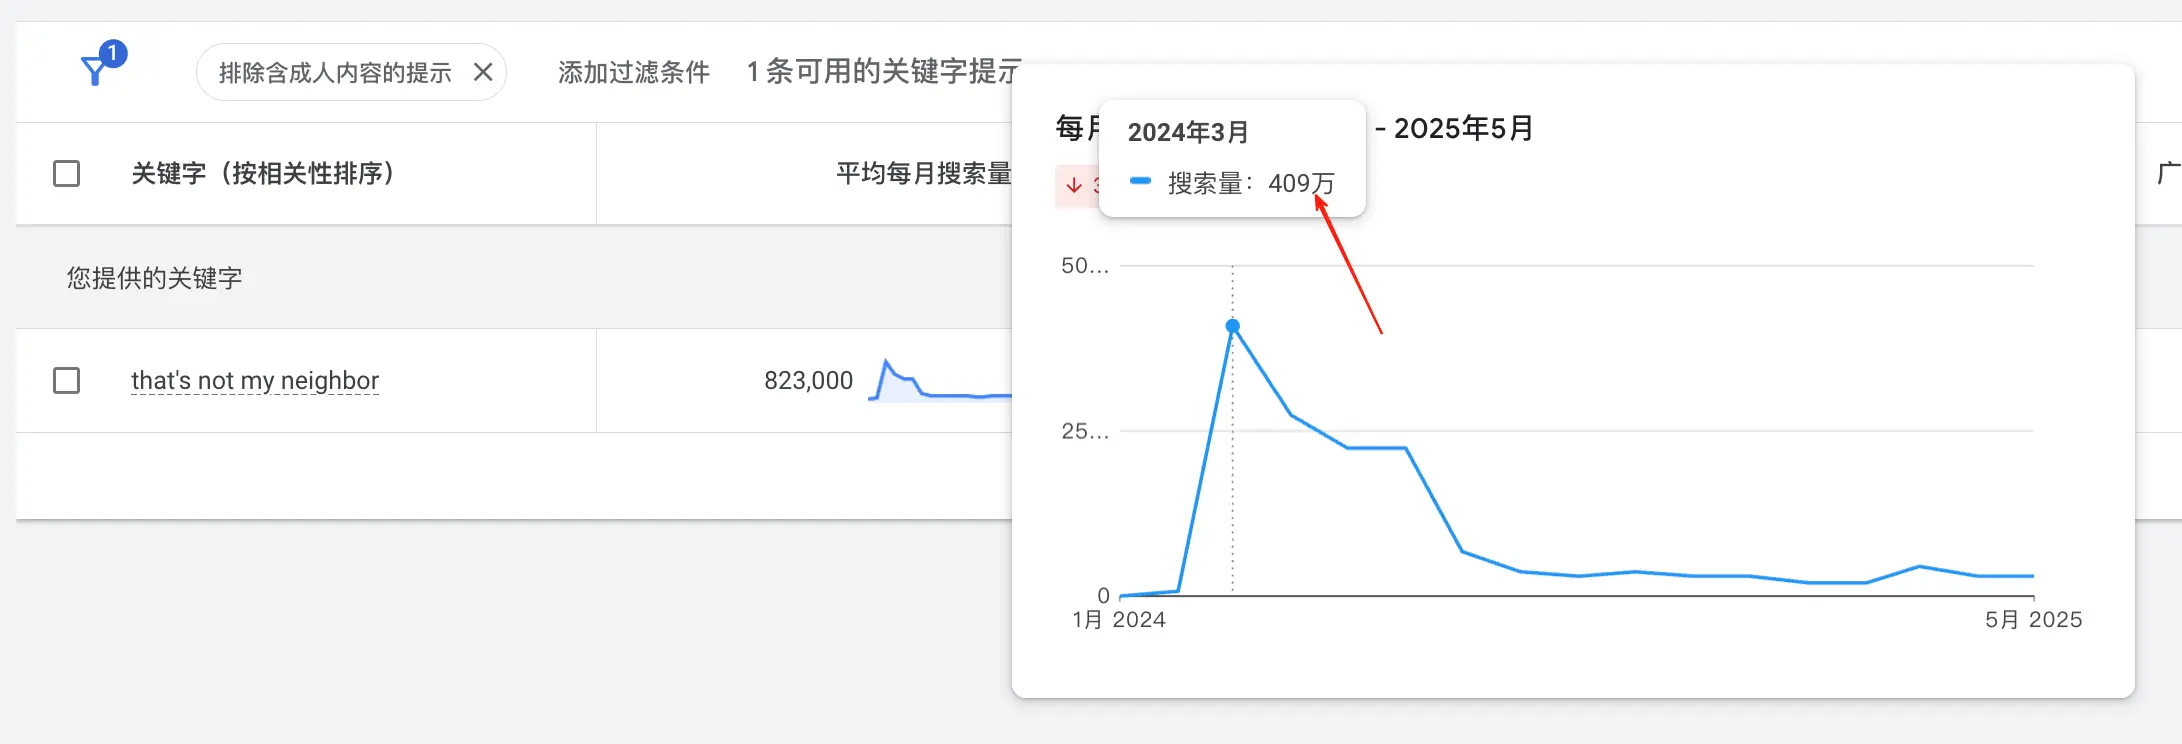 1
排除含成人内容的提示
添加过滤条件
1 条可用的关键字提示
关键字（按相关性排序）
平均每月搜索量
您提供的关键字
that's not my neighbor
823,000
每月
- 2025年5月
2024年3月
搜索量：409万
50...
25...
0
1月 2024
5月 2025